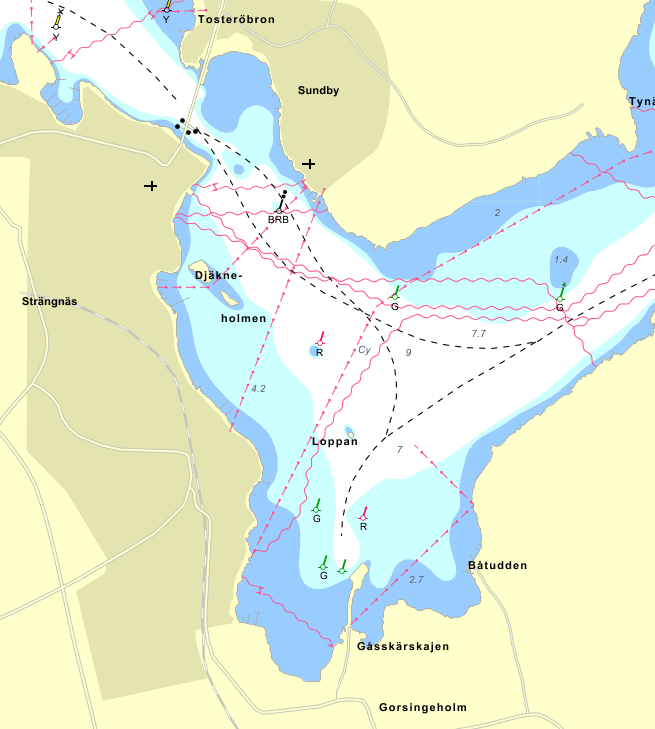 Y
Y
Tosteröbron
Sundby
Tynä
BRB
2
1.4
Djäkne-
holmen
Strängnäs
G
G
7.7
R
Cy
9
4.2
Loppan
7
G
R
G
2.7
Båtudden
Gåsskärskajen
Gorsingeholm